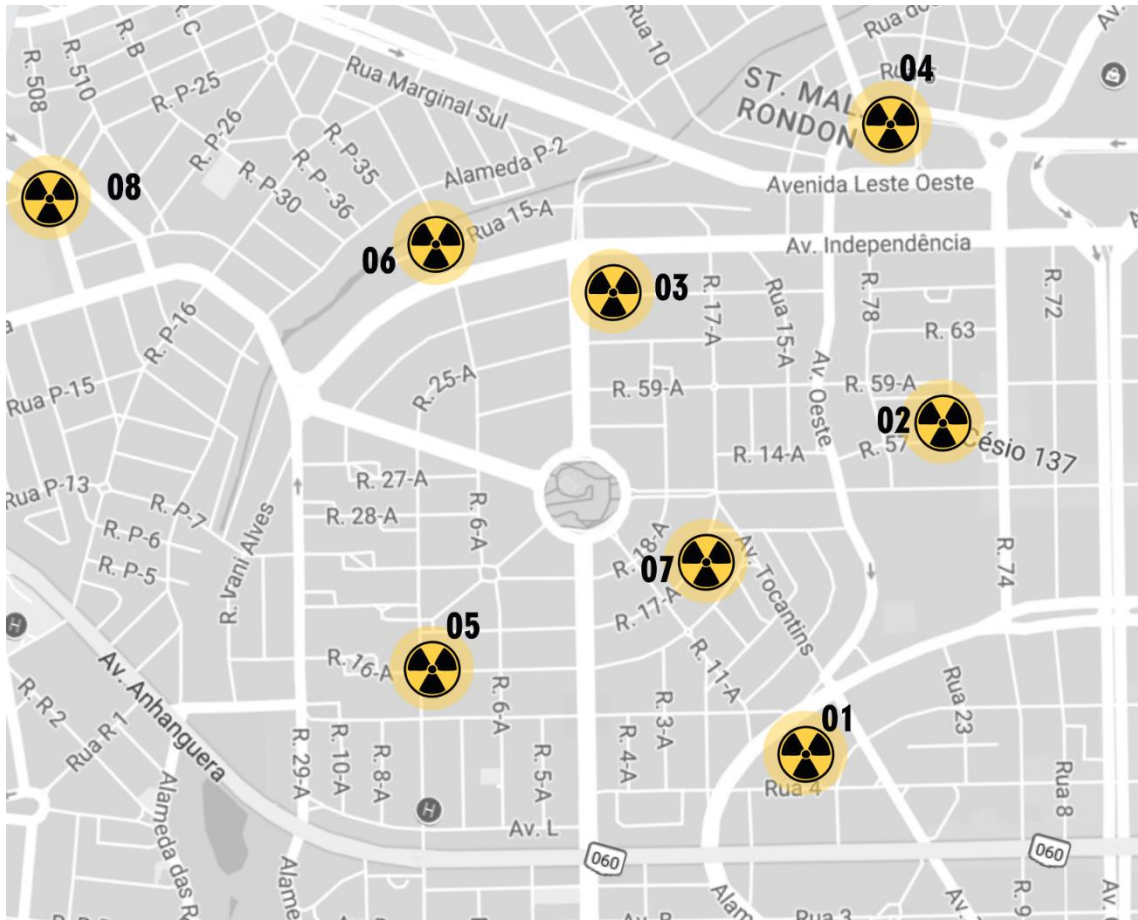 R. 508
R. 510
R. B
R. C
R. P-25
R. P-26
R. P-30
R. P-35
R. P-36
Rua Marginal Sul
Rua 10
Alameda P-2
ST. MAL.
RONDON
04
Avenida Leste Oeste
08
06
Rua 15-A
Av. Independência
03
R. 17-A
Rua 15-A
R. 78
R. 63
R. 72
R. P-16
Rua P-15
R. 25-A
R. 59-A
Av. Oeste
R. 59-A
02
R. 57
Césio 137
R. 14-A
Rua P-13
R. P-7
R. P-6
R. P-5
R. 27-A
R. 28-A
R. 6-A
R. Vrani Alves
R. 18-A
07
R. 17-A
Av. Tocantins
R. 74
05
R. 16-A
R. 6-A
R. 11-A
R. 3-A
R. 4-A
R. 5-A
01
Rua 23
Rua 4
Rua 8
H
Av. Anhanguera
R. R 2
Rua R 1
R. 29-A
R. 10-A
R. 8-A
H
Av. L
060
060
Alameda das
Rua 3